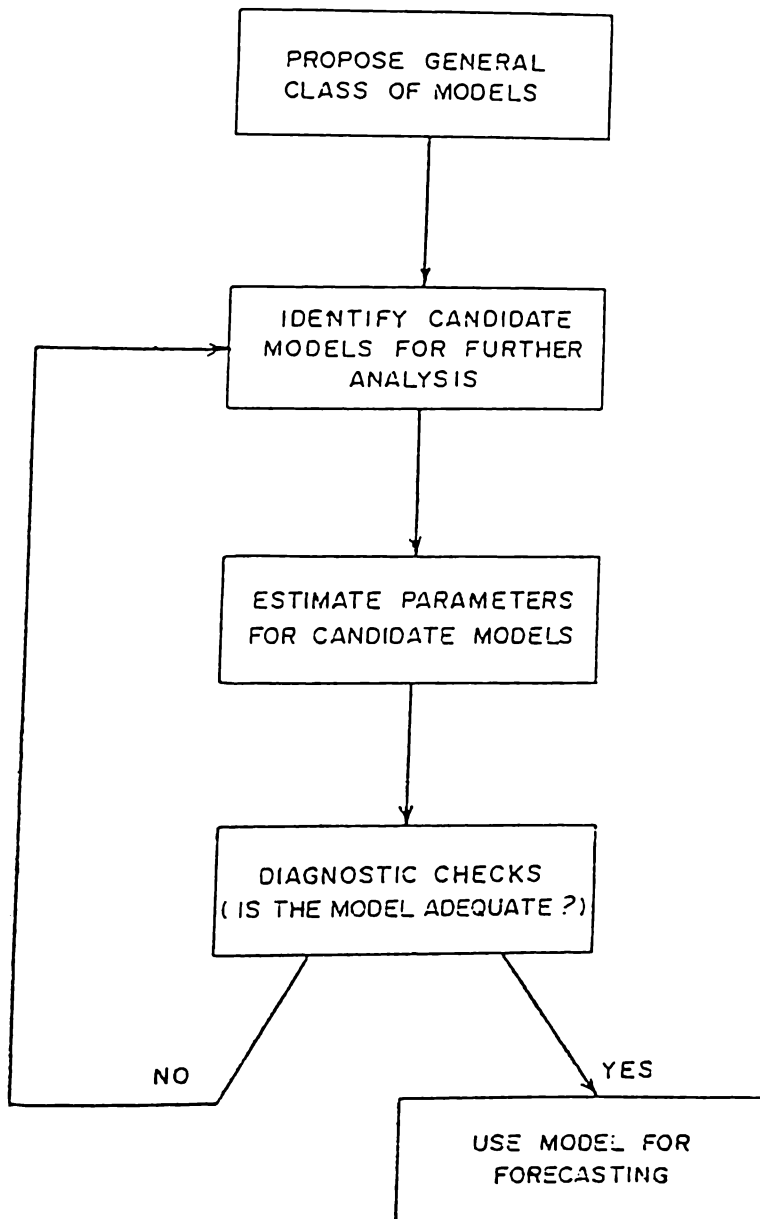 PROPOSE GENERAL
CLASS OF MODELS
IDENTIFY CANDIDATE
MODELS FOR FURTHER
ANALYSIS
ESTIMATE PARAMETERS
FOR CANDIDATE MODELS
DIAGNOSTIC CHECKS
(IS THE MODEL ADEQUATE?)
NO
YES
USE MODEL FOR
FORECASTING